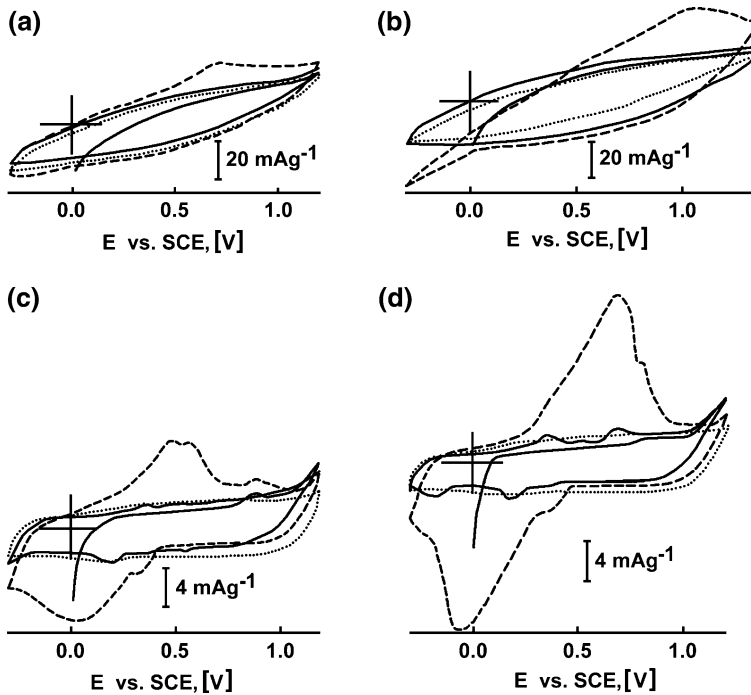 (a)
20 mAg-1
0.0 0.5 1.0
E vs. SCE, [V]
(b)
20 mAg-1
0.0 0.5 1.0
E vs. SCE, [V]
(c)
4 mAg-1
0.0 0.5 1.0
E vs. SCE, [V]
(d)
4 mAg-1
0.0 0.5 1.0
E vs. SCE, [V]